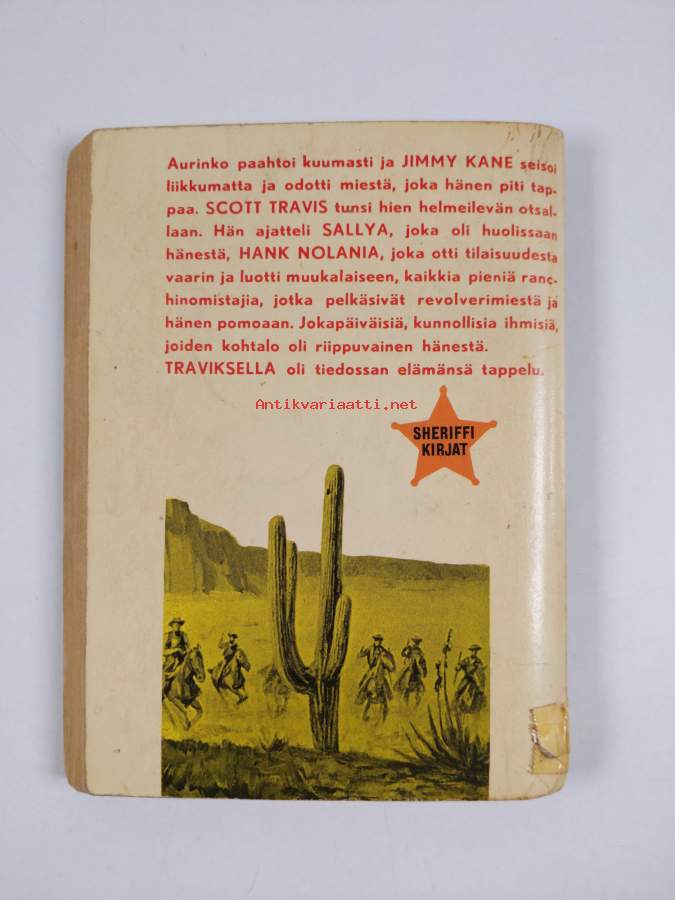 Aurinko paahtoi kuumasti ja JIMMY KANE seisoi
liikkumatta ja odotti miestä, joka hänen piti tap-
paa. SCOTT TRAVIS tunsi hien helmeilevän otsal-
laan. Hän ajatteli SALLYA, joka oli huolissaan
hänestä, HANK NOLANIA, joka otti tilaisuudesta
vaarin ja luotti muukalaiseen, kaikkia pieniä ranc-
hinomistajia, jotka pelkäsivät revolverimiestä ja
hänen pomoaan. Jokapäiväisiä, kunnollisia ihmisiä,
joiden kohtalo oli riippuvainen hänestä.
TRAVIKSELLA oli tiedossan elämänsä tappelu.
Antikvariaatti.net
SHERIFFI
KIRJAT